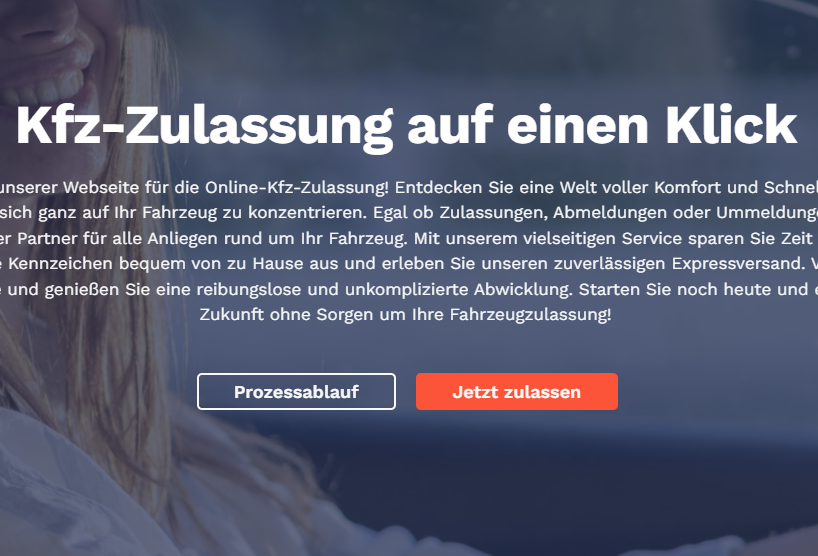 Kfz-Zulassung auf einen Klick
unserer Webseite für die Online-Kfz-Zulassung! Entdecken Sie eine Welt voller Komfort und
sich ganz auf Ihr Fahrzeug zu konzentrieren. Egal ob Zulassungen, Abmeldungen oder
Partner für alle Anliegen rund um Ihr Fahrzeug. Mit unserem vielseitigen Service sparen Sie Zeit
Kennzeichen bequem von zu Hause aus und erleben Sie unseren zuverlässigen Expressversand.
und genießen Sie eine reibungslose und unkomplizierte Abwicklung. Starten Sie noch heute und
Zukunft ohne Sorgen um Ihre Fahrzeugzulassung!
Prozessablauf
Jetzt zulassen